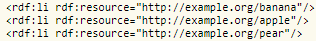 <rdf:li rdf:resource="http://example.org/banana"/>
<rdf:li rdf:resource="http://example.org/apple"/>
<rdf:li rdf:resource="http://example.org/pear"/>